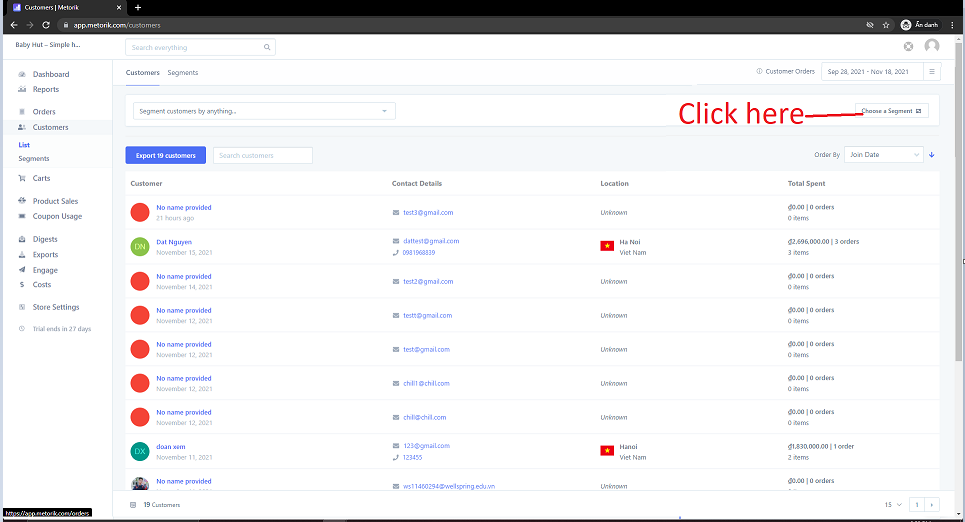 Customers | Metorik
app.metorik.com/customers
Ẩn danh
Baby Hut – Simple h...
Search everything
Dashboard
Reports
Orders
Customers
List
Segments
Carts
Product Sales
Coupon Usage
Digests
Exports
Engage
Costs
Store Settings
Trial ends in 27 days
Customers Segments
Customer Orders Sep 28, 2021 - Nov 18, 2021
Segment customers by anything...
Click here
Choose a Segment
Export 19 customers
Search customers
Order By Join Date
Customer Contact Details Location Total Spent
No name provided test3@gmail.com Unknown ₫0.00 | 0 orders
21 hours ago 0 items
DN Dat Nguyen dattest@gmail.com Ha Noi ₫2,696,000.00 | 3 orders
November 15, 2021 0981968839 Viet Nam 3 items
No name provided test2@gmail.com Unknown ₫0.00 | 0 orders
November 14, 2021 0 items
No name provided testt@gmail.com Unknown ₫0.00 | 0 orders
November 12, 2021 0 items
No name provided test@gmail.com Unknown ₫0.00 | 0 orders
November 12, 2021 0 items
No name provided chill1@chill.com Unknown ₫0.00 | 0 orders
November 12, 2021 0 items
No name provided chill@chill.com Unknown ₫0.00 | 0 orders
November 12, 2021 0 items
DX doan xem 123@gmail.com Hanoi ₫1,830,000.00 | 1 order
November 11, 2021 123455 Viet Nam 2 items
No name provided ws11460294@wellspring.edu.vn Unknown ₫0.00 | 0 orders
0 items
19 Customers
15
1
https://app.metorik.com/orders